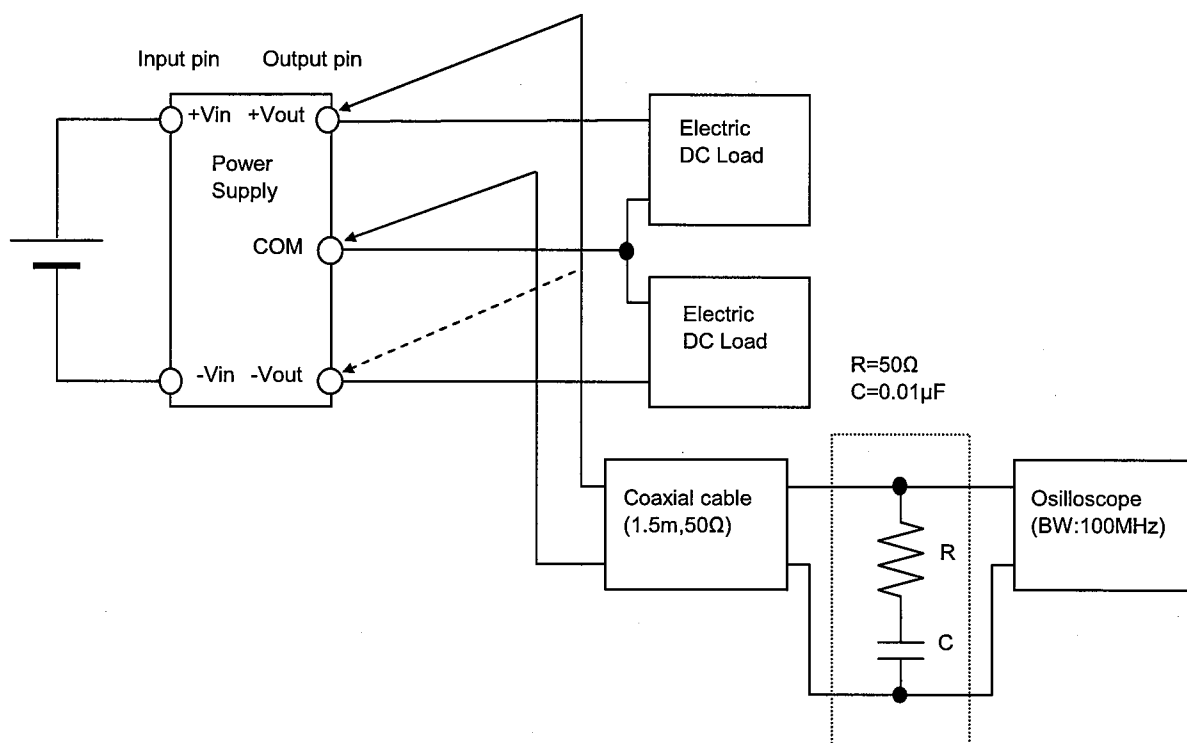 Input pin
Output pin
+Vin
+Vout
Power
Supply
COM
-Vin
-Vout
Electric
DC Load
Electric
DC Load
R=50Ω
C=0.01μF
Coaxial cable
(1.5m,50Ω)
R
C
Osilloscope
(BW:100MHz)